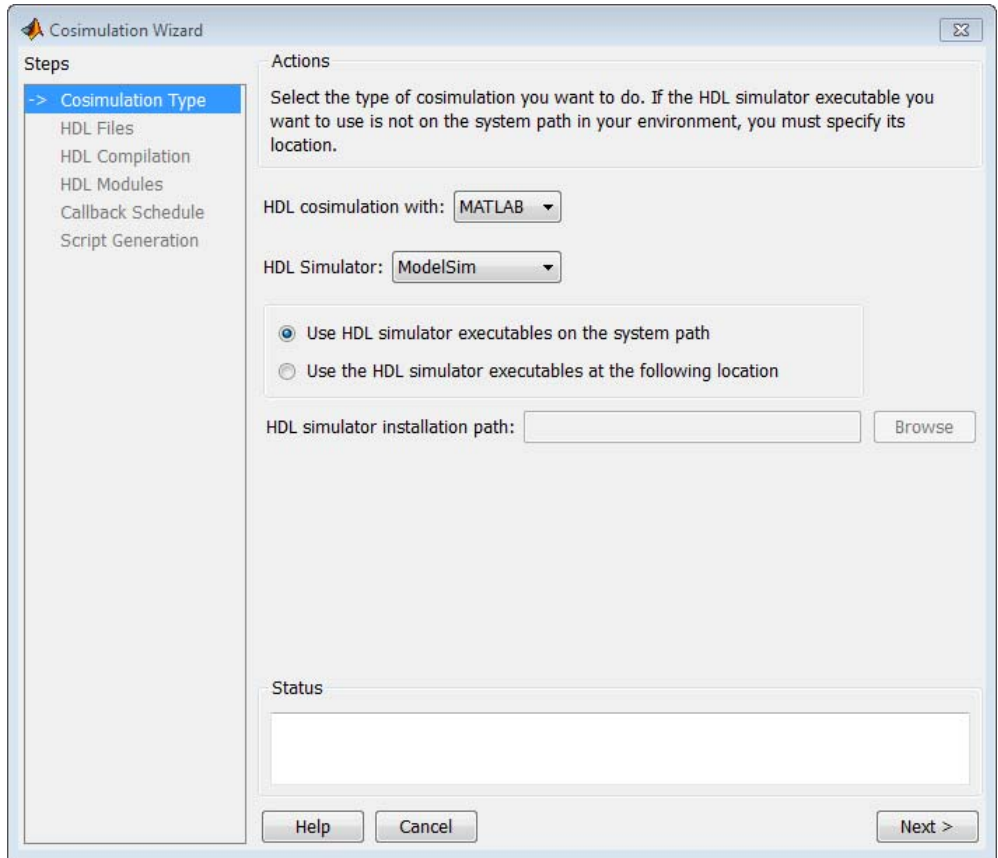 Cosimulation Wizard
Steps
-> Cosimulation Type
HDL Files
HDL Compilation
HDL Modules
Callback Schedule
Script Generation
Actions
Select the type of cosimulation you want to do. If the HDL simulator executable you
want to use is not on the system path in your environment, you must specify its
location.
HDL cosimulation with: MATLAB
HDL Simulator: ModelSim
Use HDL simulator executables on the system path
Use the HDL simulator executables at the following location
HDL simulator installation path: Browse
Status
Help Cancel Next >